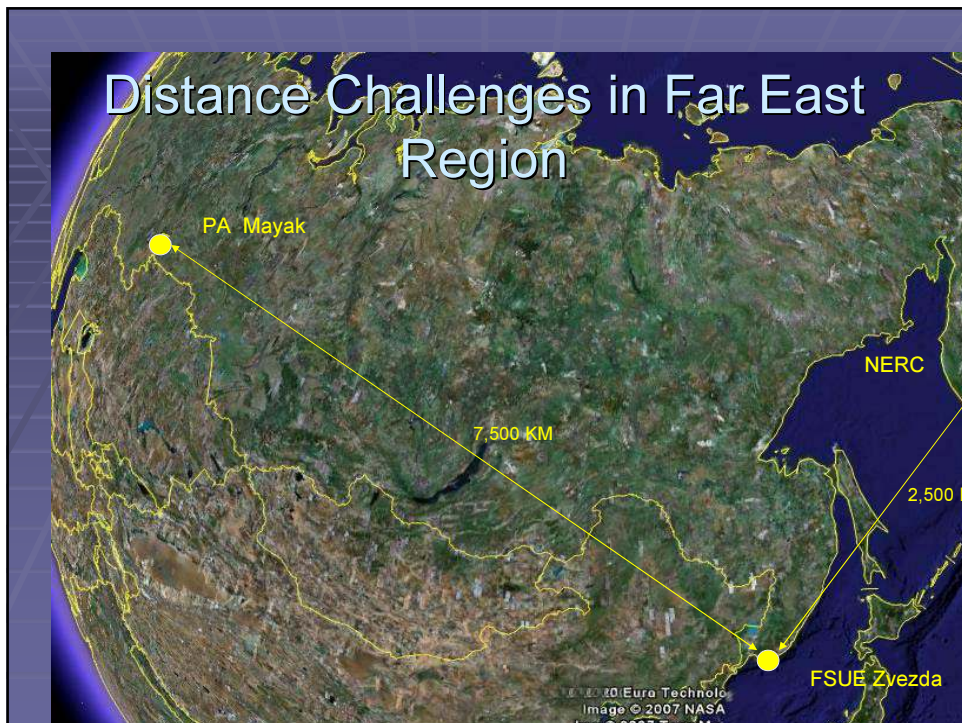 Distance Challenges in Far East
Region
PA Mayak
NERC
7,500 KM
2,500
FSUE Zvezda
Euro Technolo
Image © 2007 NASA